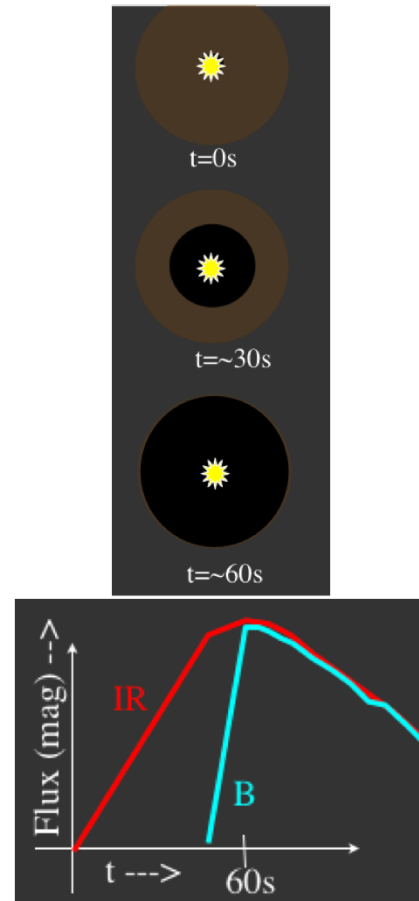 t=0s
t=~30s
t=~60s
Flux (mag) -->
IR
B
t --->
60s